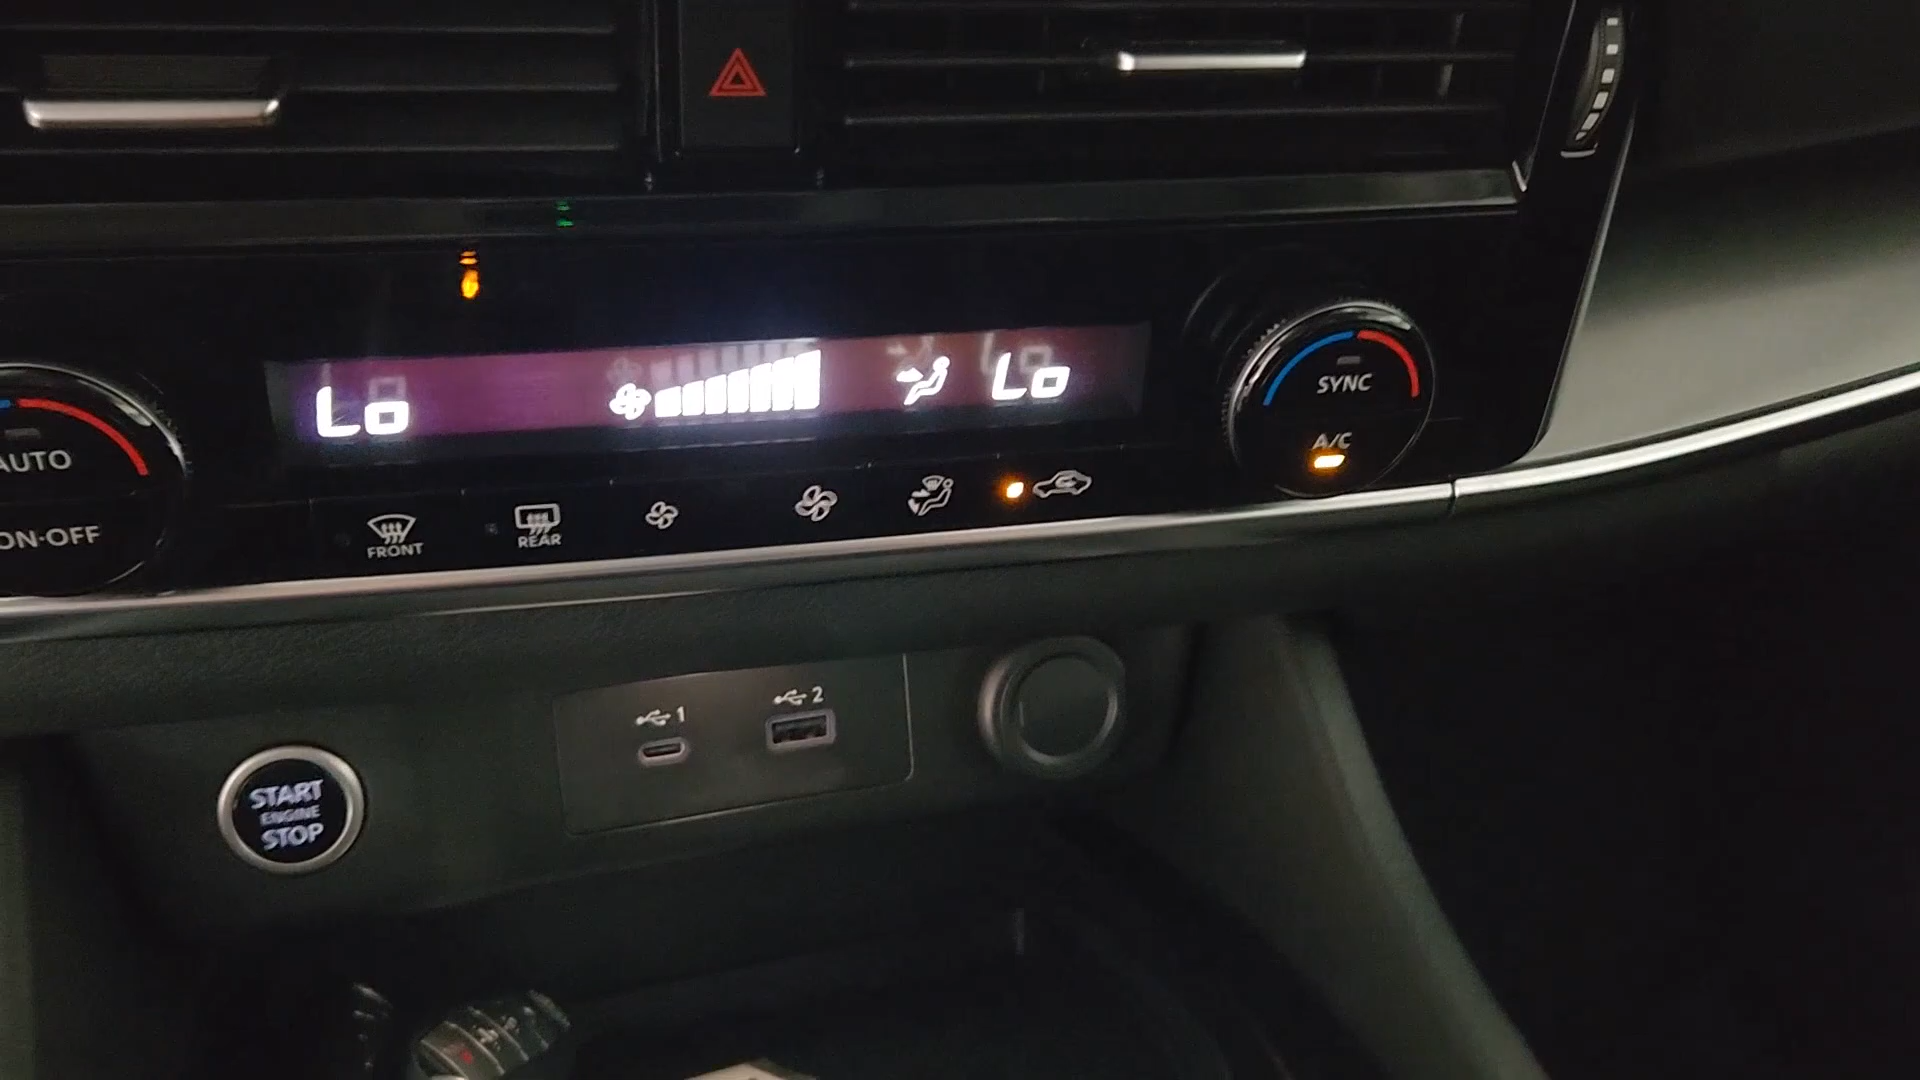 Lo
Lo
SYNC
A/C
AUTO
ON·OFF
FRONT
REAR
1
2
START
ENGINE
STOP